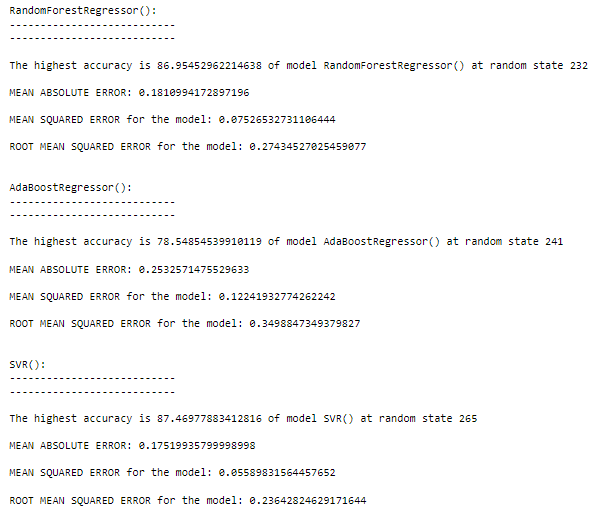 RandomForestRegressor():
---------------------------
---------------------------
The highest accuracy is 86.95452962214638 of model RandomForestRegressor() at random state 232
MEAN ABSOLUTE ERROR: 0.1810994172897196
MEAN SQUARED ERROR for the model: 0.07526532731106444
ROOT MEAN SQUARED ERROR for the model: 0.27434527025459077
AdaBoostRegressor():
---------------------------
---------------------------
The highest accuracy is 78.54854539910119 of model AdaBoostRegressor() at random state 241
MEAN ABSOLUTE ERROR: 0.2532571475529633
MEAN SQUARED ERROR for the model: 0.12241932774262242
ROOT MEAN SQUARED ERROR for the model: 0.3498847349379827
SVR():
---------------------------
---------------------------
The highest accuracy is 87.46977883412816 of model SVR() at random state 265
MEAN ABSOLUTE ERROR: 0.17519935799998998
MEAN SQUARED ERROR for the model: 0.05589831564457652
ROOT MEAN SQUARED ERROR for the model: 0.23642824629171644